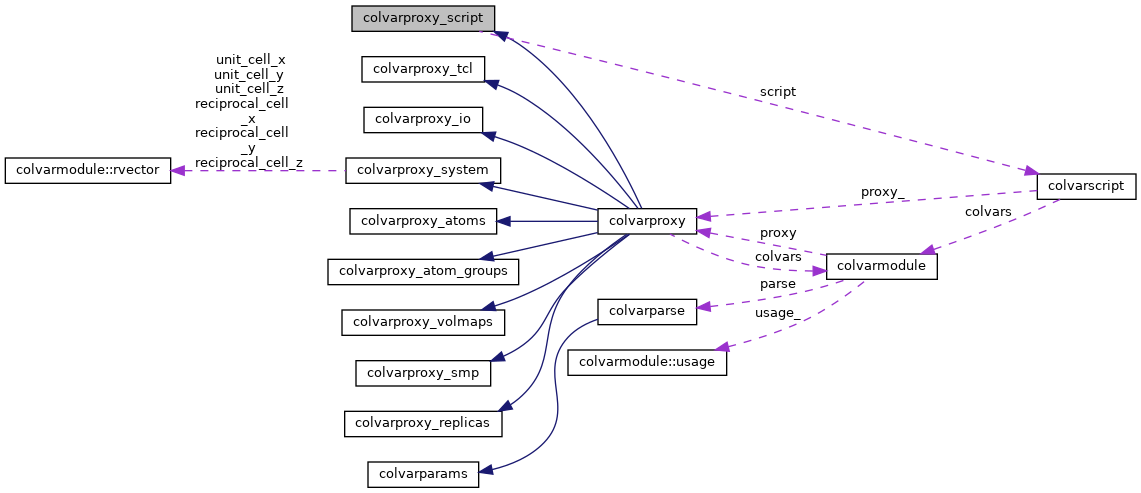 colvarproxy_script
colvarproxy_tcl
colvarproxy_io
unit_cell_x
unit_cell_y
unit_cell_z
reciprocal_cell
_x
reciprocal_cell
_y
reciprocal_cell_z
colvarmodule::rvector
colvarproxy_system
colvarproxy_atoms
colvarproxy_atom_groups
colvarproxy_volmaps
colvarproxy_smp
colvarproxy_replicas
colvarparams
colvarproxy
colvarparse
colvarmodule::usage
script
proxy_
colvars
proxy
colvars
parse
usage_
colvarmodule
colvarscript